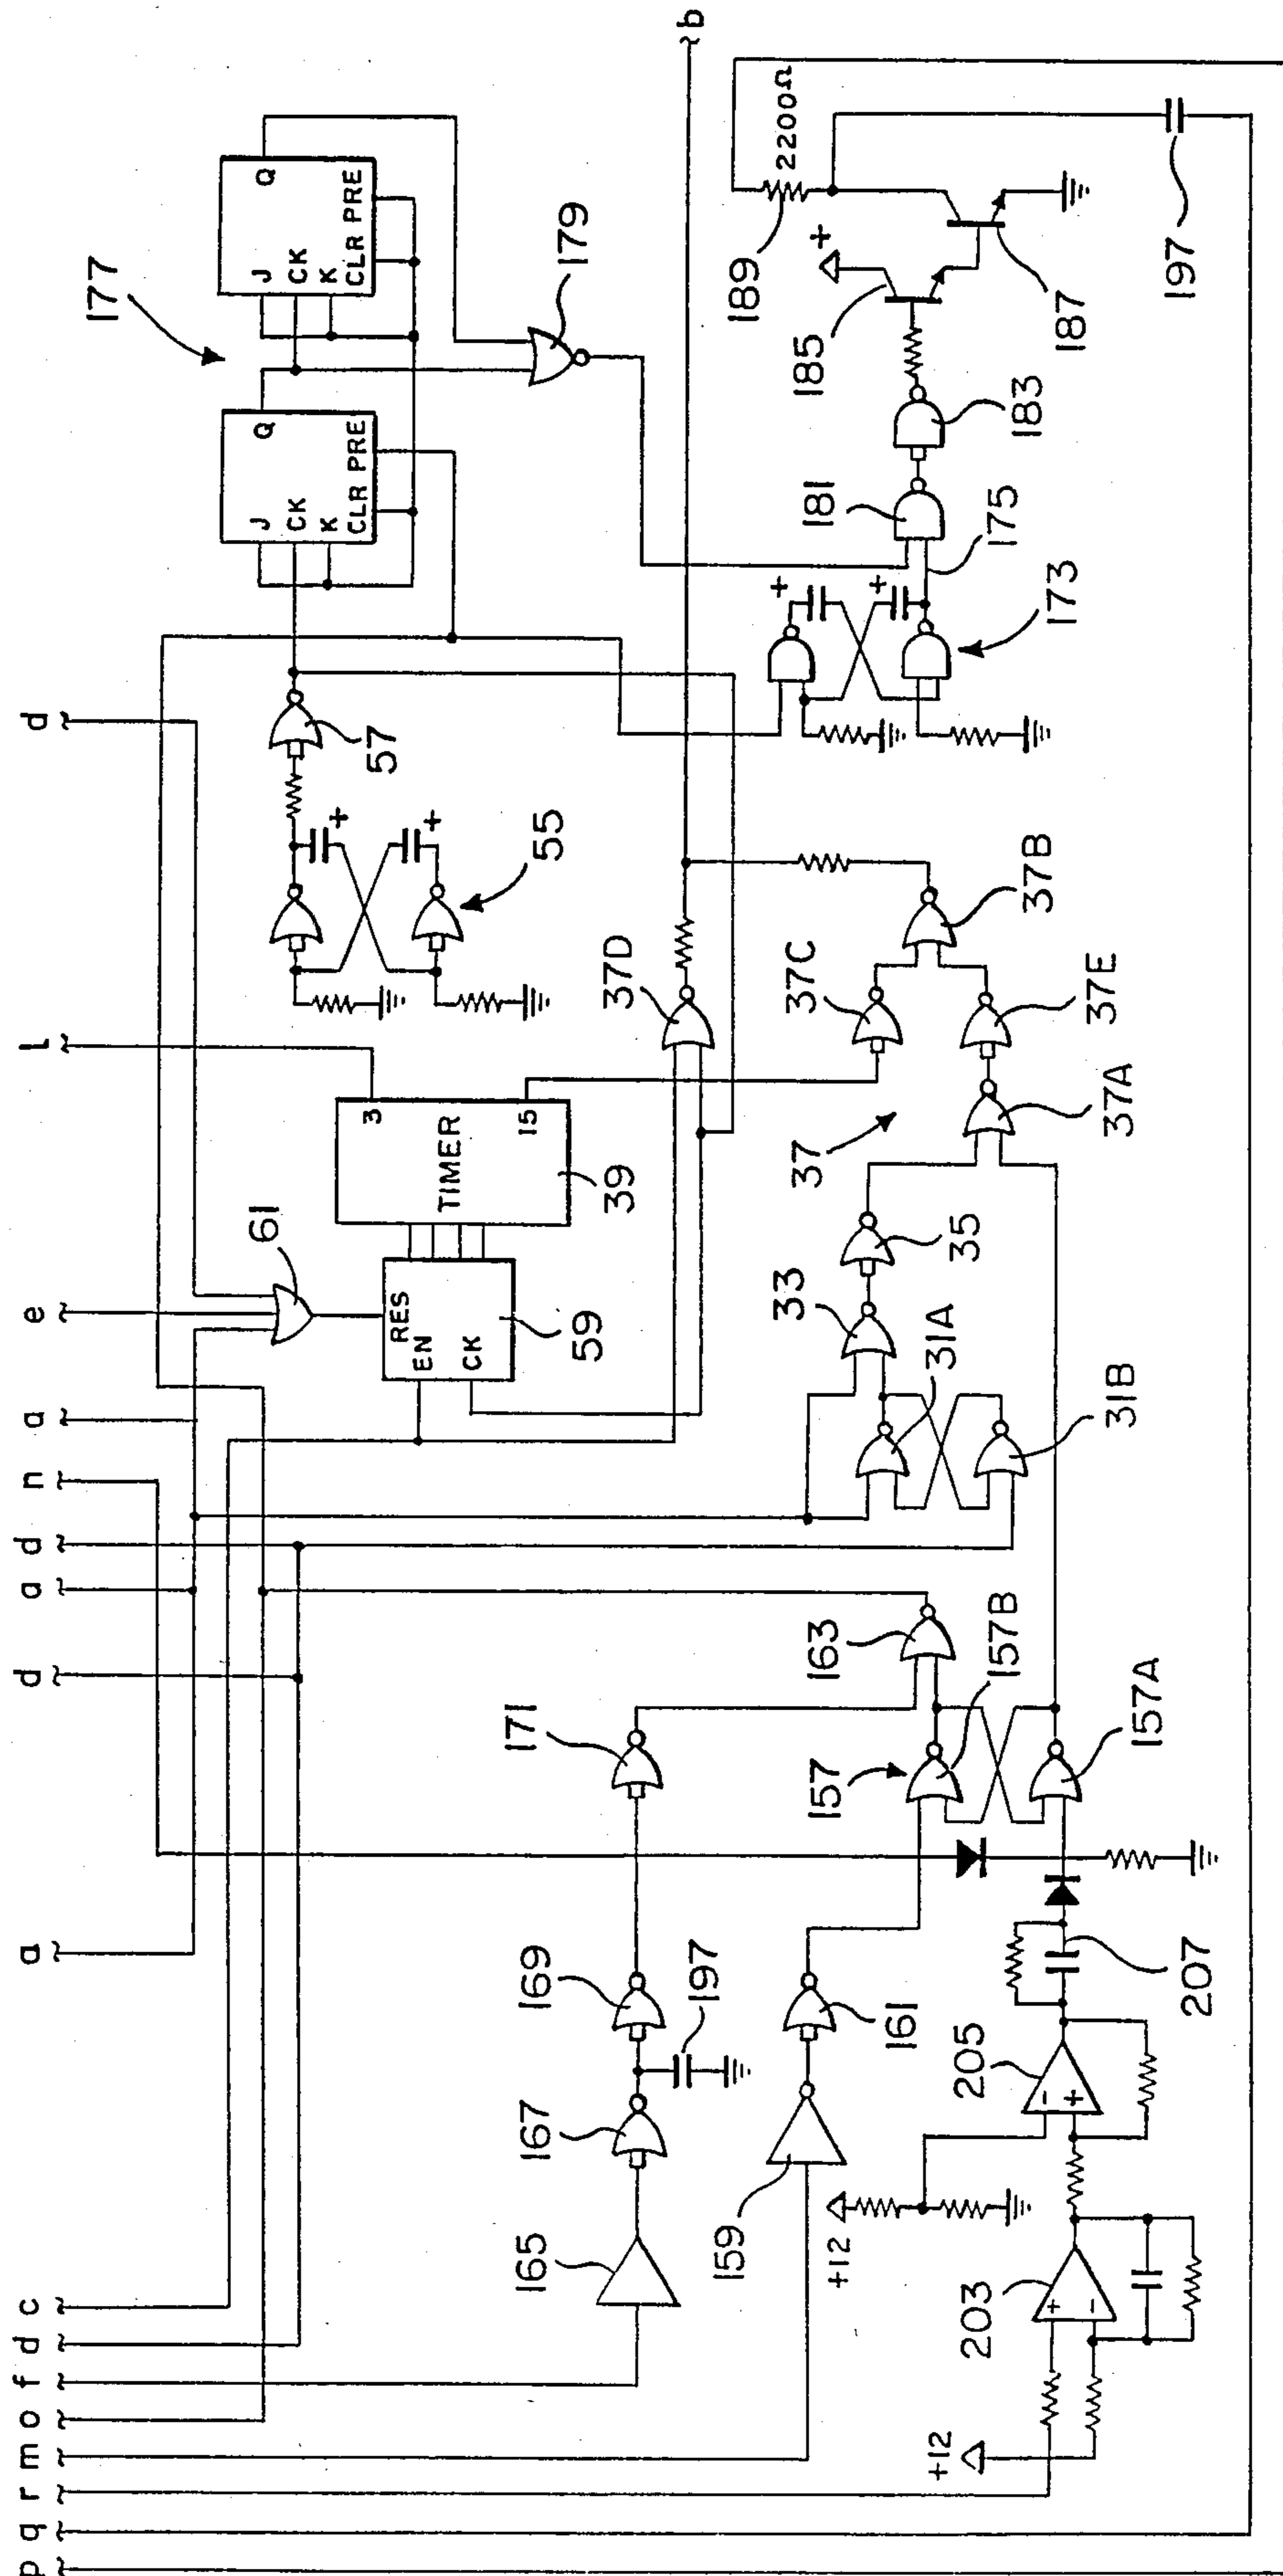 p q r m o f d c a d a d n a e L d
177
J Q
CK
K
CLR PRE
J Q
CK
K
CLR PRE
61
RES
EN
CK
59
3
TIMER
15
39
57
+
+
55
179
b
165
167
169
197
171
37D
159
161
163
157
157B
157A
33
35
31A
31B
37
37C
37B
37E
37A
+
+
173
175
181
183
185
+
187
189
2200Ω
197
+12
+12
203
+
-
205
-
+
207